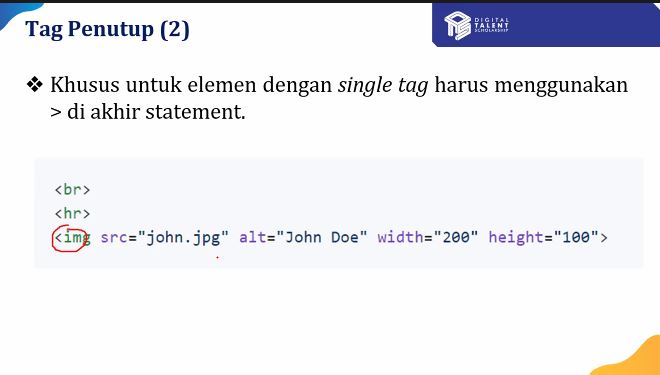 Tag Penutup (2)
DIGITAL
TALENT
SCHOLARSHIP
❖ Khusus untuk elemen dengan single tag harus menggunakan
> di akhir statement.
<br>
<hr>
<img src="john.jpg" alt="John Doe" width="200" height="100">